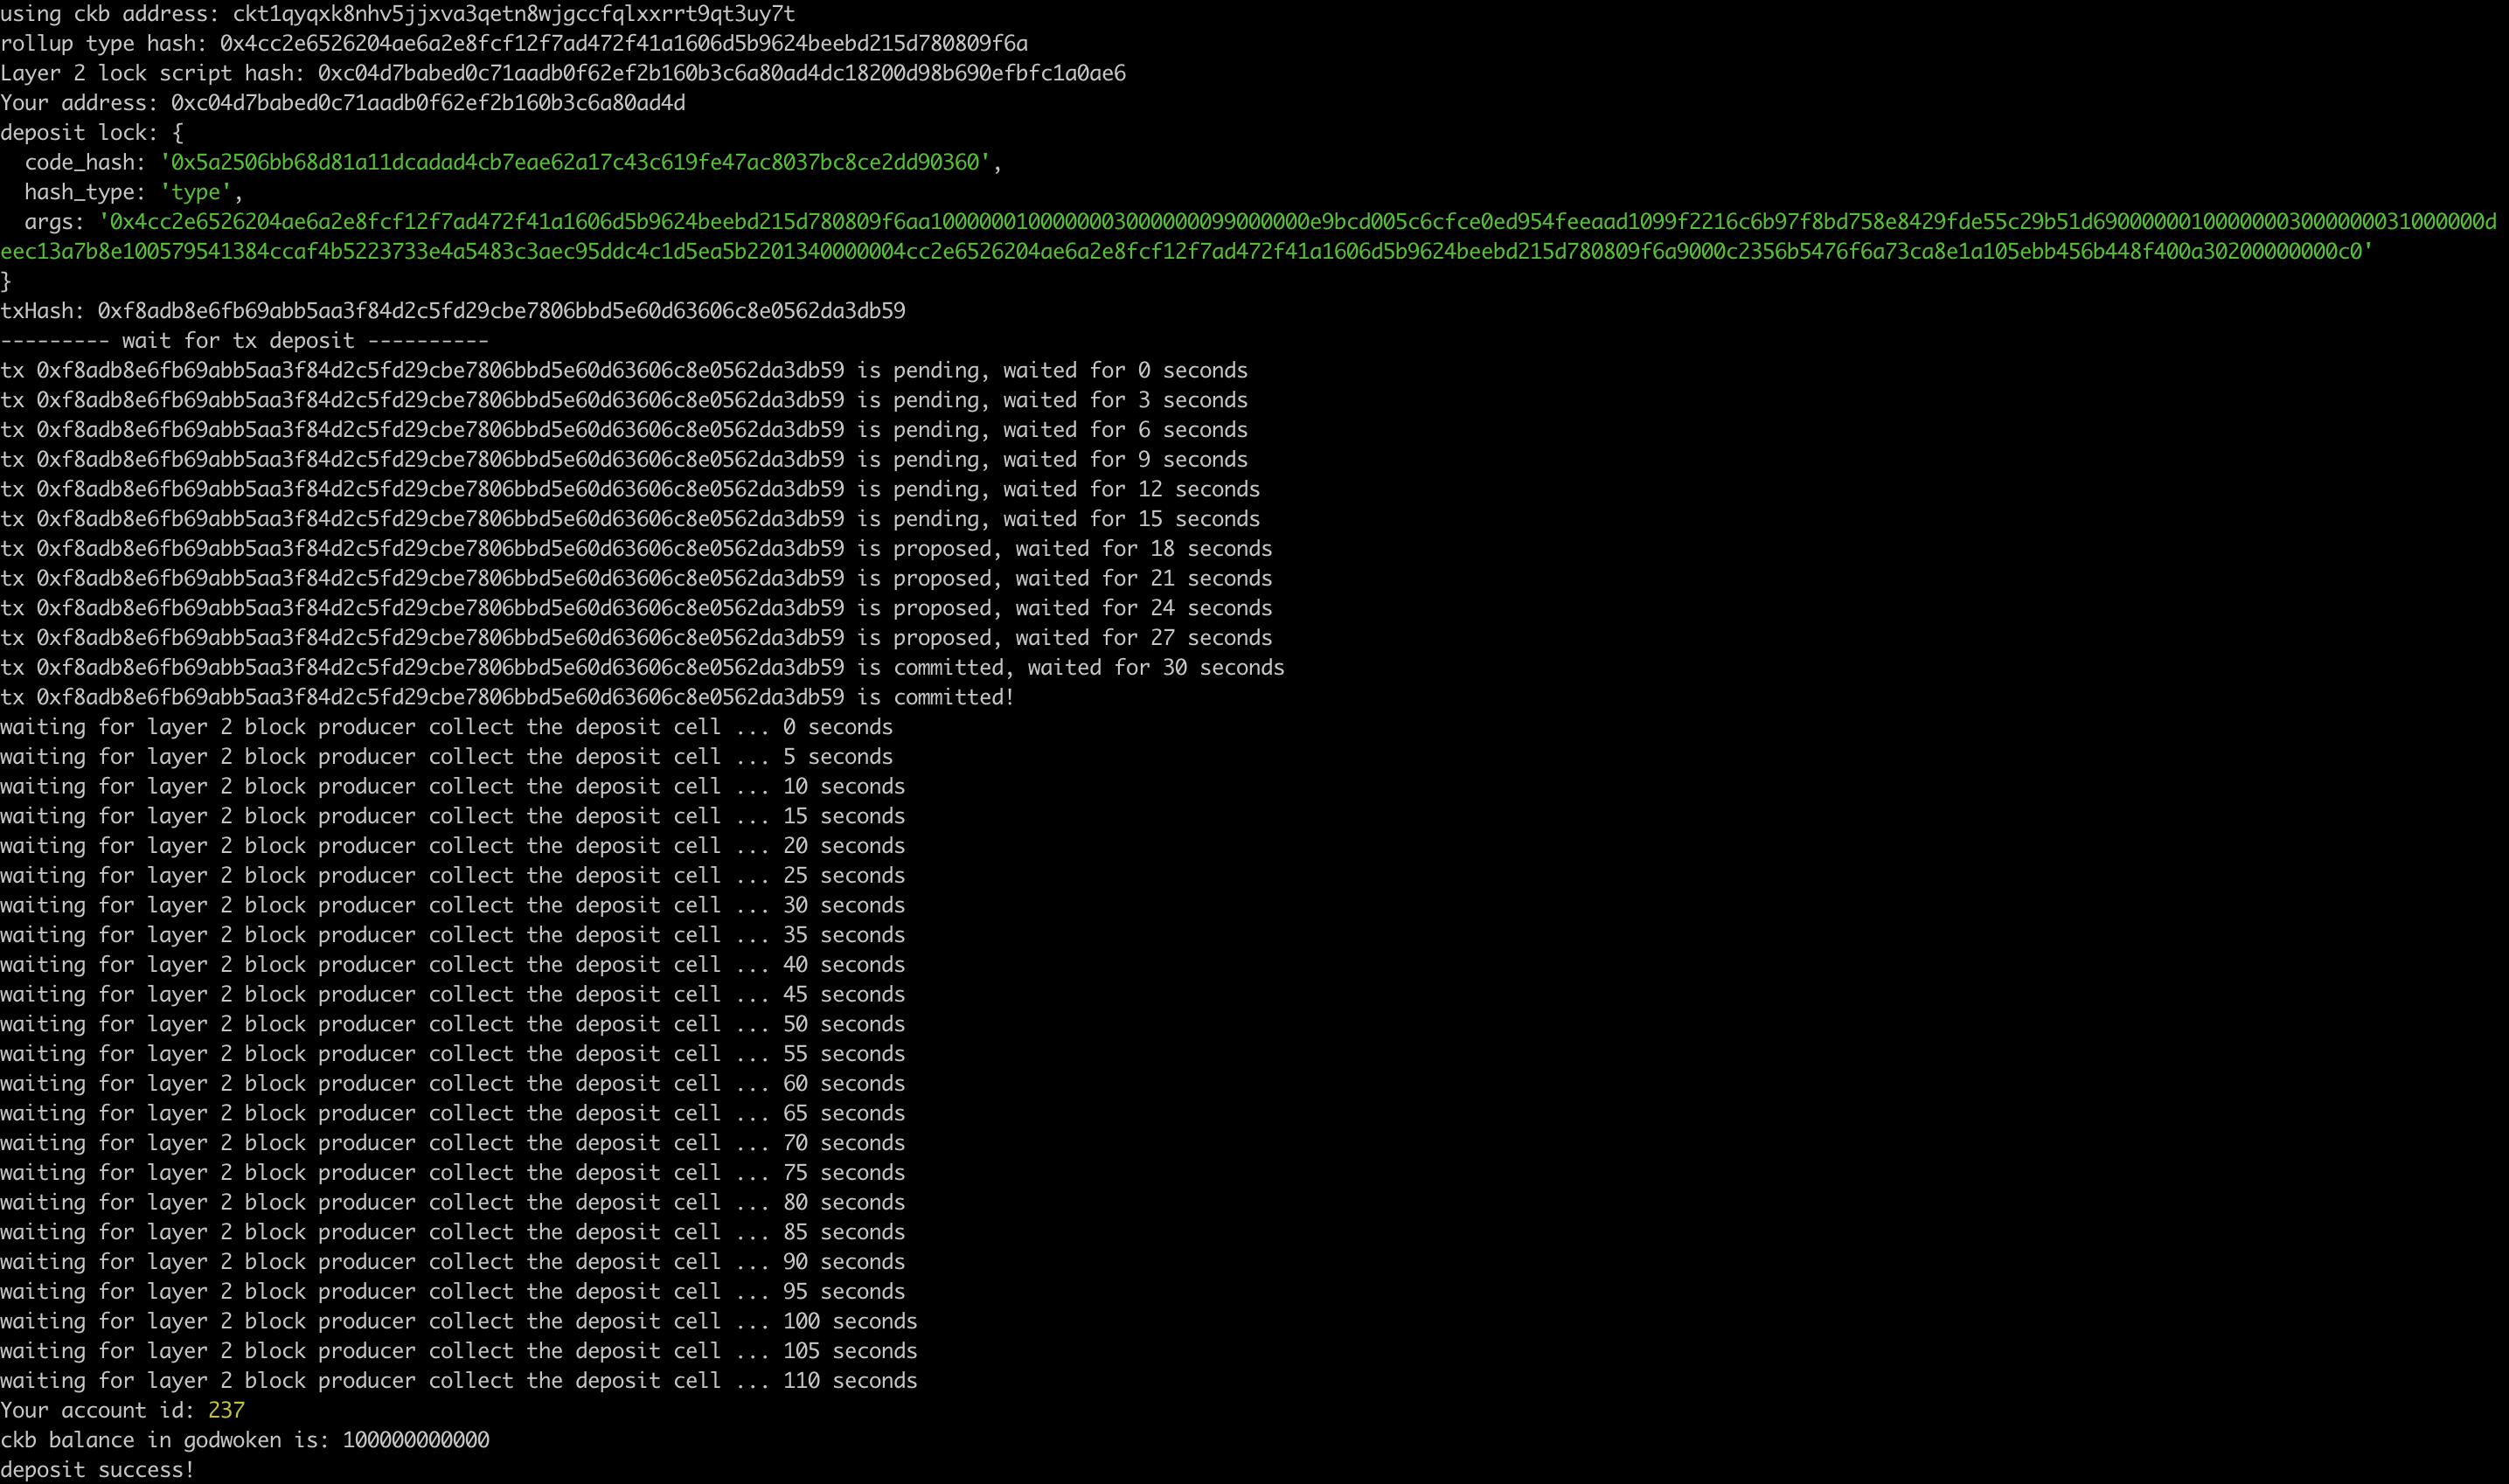 using ckb address: ckt1qyqxk8nhv5jjxva3qetn8wjgccfqlxxrrt9qt3uy7t
rollup type hash: 0x4cc2e6526204ae6a2e8fcf12f7ad472f41a1606d5b9624beebd215d780809f6a
Layer 2 lock script hash: 0xc04d7babed0c71aadb0f62ef2b160b3c6a80ad4dc18200d98b690efbfc1a0ae6
Your address: 0xc04d7babed0c71aadb0f62ef2b160b3c6a80ad4d
deposit lock: {
  code_hash: '0x5a2506bb68d81a11dcadad4cb7eae62a17c43c619fe47ac8037bc8ce2dd90360',
  hash_type: 'type',
  args: '0x4cc2e6526204ae6a2e8fcf12f7ad472f41a1606d5b9624beebd215d780809f6aa10000001000000030000000099000000e9bcd005c6cfce0ed954feeaad1099f2216c6b97f8bd758e8429fde55c29b51d690000000100000003000000031000000d
eec13a7b8e100579541384ccaf4b5223733e4a5483c3aec95ddc4c1d5ea5b2201340000004cc2e6526204ae6a2e8fcf12f7ad472f41a1606d5b9624beebd215d780809f6a9000c2356b5476f6a73ca8e1a105ebb456b448f400a30200000000c0'
}
txHash: 0xf8adb8e6fb69abb5aa3f84d2c5fd29cbe7806bbd5e60d63606c8e0562da3db59
--------- wait for tx deposit ----------
tx 0xf8adb8e6fb69abb5aa3f84d2c5fd29cbe7806bbd5e60d63606c8e0562da3db59 is pending, waited for 0 seconds
tx 0xf8adb8e6fb69abb5aa3f84d2c5fd29cbe7806bbd5e60d63606c8e0562da3db59 is pending, waited for 3 seconds
tx 0xf8adb8e6fb69abb5aa3f84d2c5fd29cbe7806bbd5e60d63606c8e0562da3db59 is pending, waited for 6 seconds
tx 0xf8adb8e6fb69abb5aa3f84d2c5fd29cbe7806bbd5e60d63606c8e0562da3db59 is pending, waited for 9 seconds
tx 0xf8adb8e6fb69abb5aa3f84d2c5fd29cbe7806bbd5e60d63606c8e0562da3db59 is pending, waited for 12 seconds
tx 0xf8adb8e6fb69abb5aa3f84d2c5fd29cbe7806bbd5e60d63606c8e0562da3db59 is pending, waited for 15 seconds
tx 0xf8adb8e6fb69abb5aa3f84d2c5fd29cbe7806bbd5e60d63606c8e0562da3db59 is proposed, waited for 18 seconds
tx 0xf8adb8e6fb69abb5aa3f84d2c5fd29cbe7806bbd5e60d63606c8e0562da3db59 is proposed, waited for 21 seconds
tx 0xf8adb8e6fb69abb5aa3f84d2c5fd29cbe7806bbd5e60d63606c8e0562da3db59 is proposed, waited for 24 seconds
tx 0xf8adb8e6fb69abb5aa3f84d2c5fd29cbe7806bbd5e60d63606c8e0562da3db59 is proposed, waited for 27 seconds
tx 0xf8adb8e6fb69abb5aa3f84d2c5fd29cbe7806bbd5e60d63606c8e0562da3db59 is committed, waited for 30 seconds
tx 0xf8adb8e6fb69abb5aa3f84d2c5fd29cbe7806bbd5e60d63606c8e0562da3db59 is committed!
waiting for layer 2 block producer collect the deposit cell ... 0 seconds
waiting for layer 2 block producer collect the deposit cell ... 5 seconds
waiting for layer 2 block producer collect the deposit cell ... 10 seconds
waiting for layer 2 block producer collect the deposit cell ... 15 seconds
waiting for layer 2 block producer collect the deposit cell ... 20 seconds
waiting for layer 2 block producer collect the deposit cell ... 25 seconds
waiting for layer 2 block producer collect the deposit cell ... 30 seconds
waiting for layer 2 block producer collect the deposit cell ... 35 seconds
waiting for layer 2 block producer collect the deposit cell ... 40 seconds
waiting for layer 2 block producer collect the deposit cell ... 45 seconds
waiting for layer 2 block producer collect the deposit cell ... 50 seconds
waiting for layer 2 block producer collect the deposit cell ... 55 seconds
waiting for layer 2 block producer collect the deposit cell ... 60 seconds
waiting for layer 2 block producer collect the deposit cell ... 65 seconds
waiting for layer 2 block producer collect the deposit cell ... 70 seconds
waiting for layer 2 block producer collect the deposit cell ... 75 seconds
waiting for layer 2 block producer collect the deposit cell ... 80 seconds
waiting for layer 2 block producer collect the deposit cell ... 85 seconds
waiting for layer 2 block producer collect the deposit cell ... 90 seconds
waiting for layer 2 block producer collect the deposit cell ... 95 seconds
waiting for layer 2 block producer collect the deposit cell ... 100 seconds
waiting for layer 2 block producer collect the deposit cell ... 105 seconds
waiting for layer 2 block producer collect the deposit cell ... 110 seconds
Your account id: 237
ckb balance in godwoken is: 100000000000
deposit success!